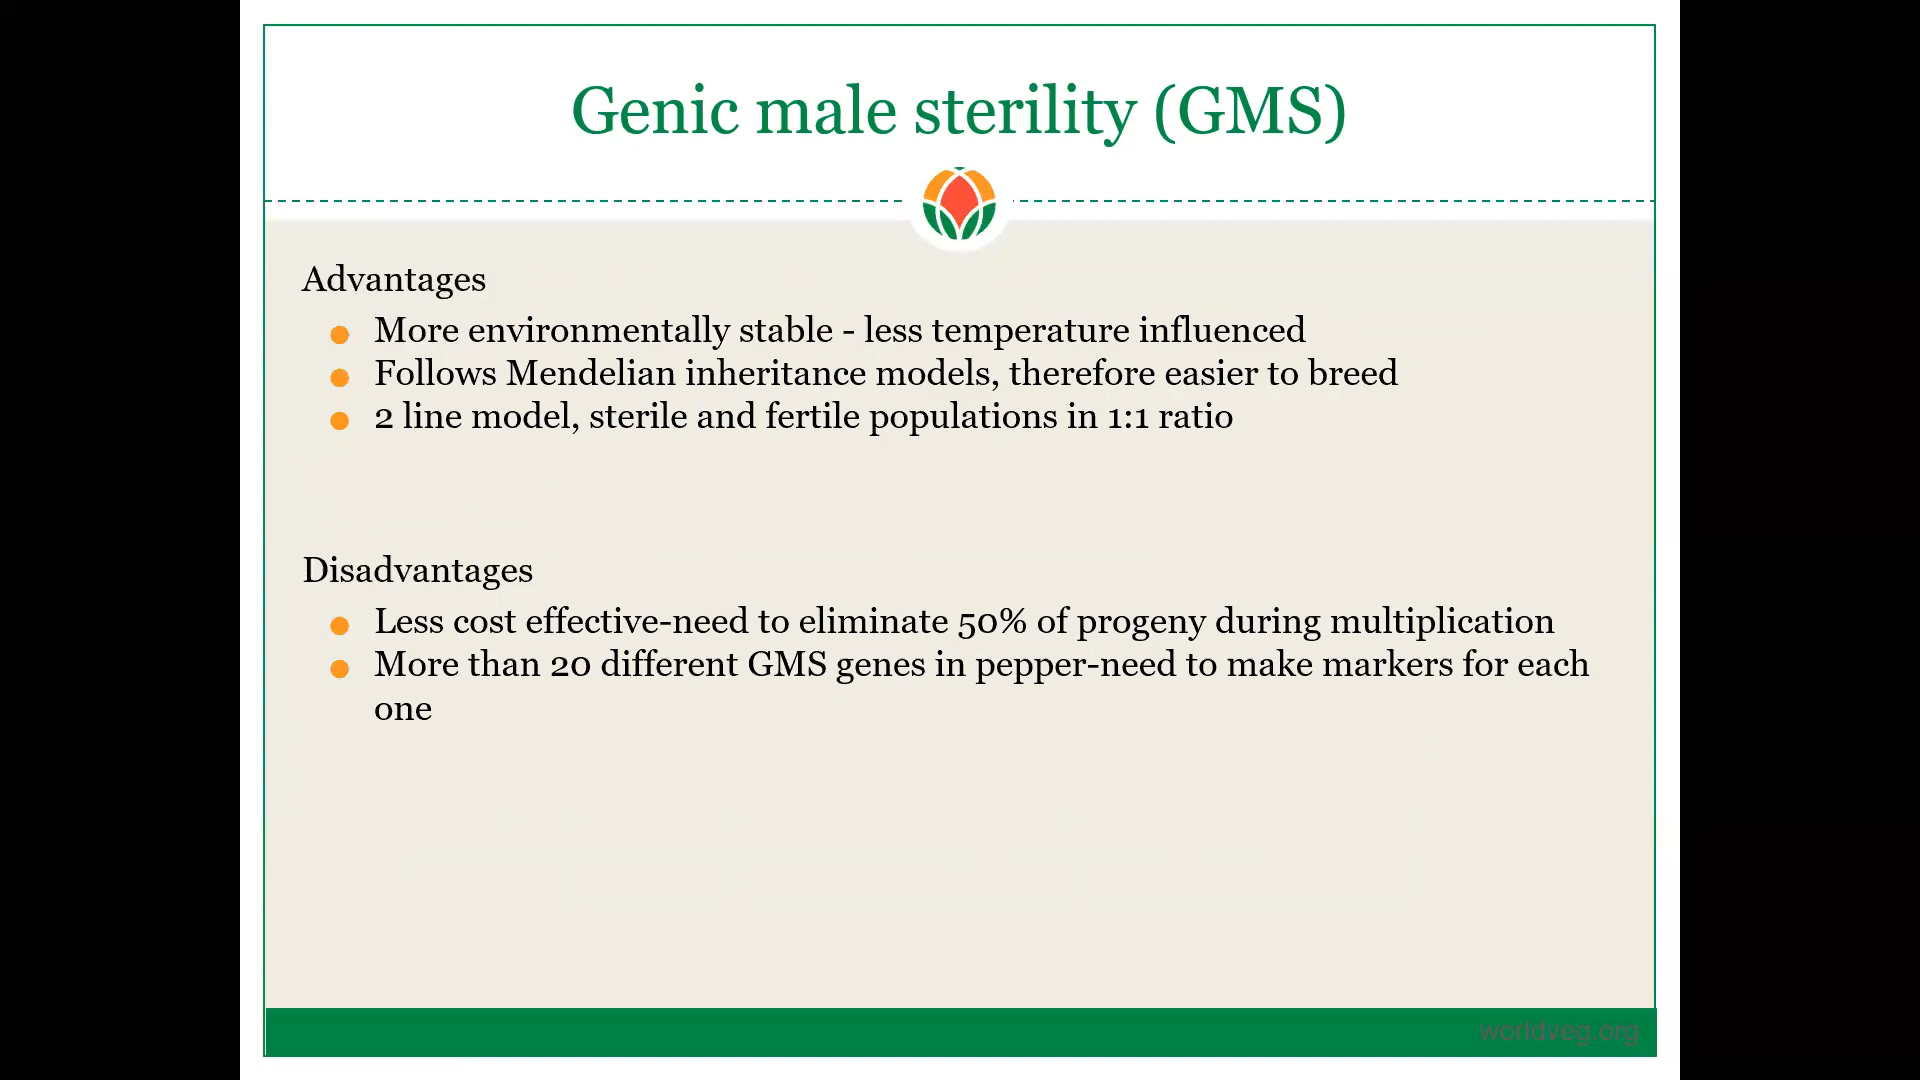 Genic male sterility (GMS)
Advantages
More environmentally stable - less temperature influenced
Follows Mendelian inheritance models, therefore easier to breed
2 line model, sterile and fertile populations in 1:1 ratio
Disadvantages
Less cost effective-need to eliminate 50% of progeny during multiplication
More than 20 different GMS genes in pepper-need to make markers for each
one
worldveg.org